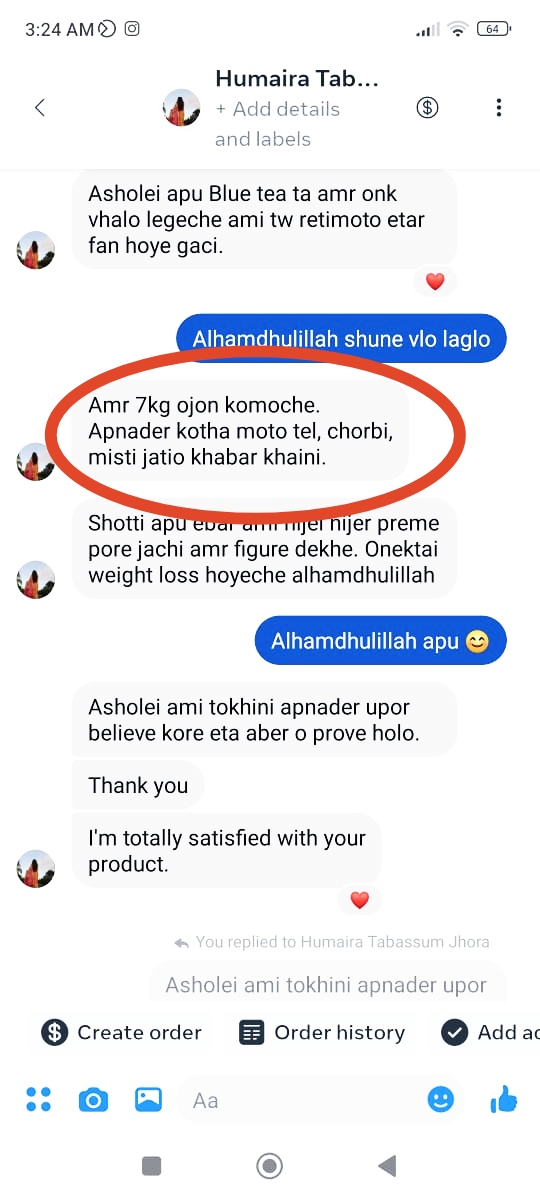 3:24 AM
64
Humaira Tab...
+ Add details
and labels
Asholei apu Blue tea ta amr onk
vhalo legeche ami tw retimoto etar
fan hoye gaci.
Alhamdhulillah shune vlo laglo
Amr 7kg ojon komoche.
Apnader kotha moto tel, chorbi,
misti jatio khabar khaini.
Shotti apu ebar ami nijei nijer preme
pore jachi amr figure dekhe. Onektai
weight loss hoyeche alhamdhulillah
Alhamdhulillah apu 😊
Asholei ami tokhini apnader upor
believe kore eta aber o prove holo.
Thank you
I'm totally satisfied with your
product.
You replied to Humaira Tabassum Jhora
Asholei ami tokhini apnader upor
Create order
Order history
Add ac
Aa